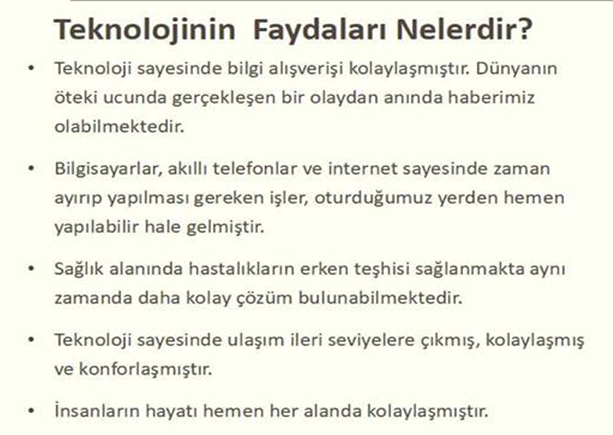 Teknolojinin Faydaları Nelerdir?
• Teknoloji sayesinde bilgi alışverişi kolaylaşmıştır. Dünyanın
öteki ucunda gerçekleşen bir olaydan anında haberimiz
olabilmektedir.
• Bilgisayarlar, akıllı telefonlar ve internet sayesinde zaman
ayırıp yapılması gereken işler, oturduğumuz yerden hemen
yapılabilir hale gelmiştir.
• Sağlık alanında hastalıkların erken teşhisi sağlanmakta aynı
zamanda daha kolay çözüm bulunabilmektedir.
• Teknoloji sayesinde ulaşım ileri seviyelere çıkmış, kolaylaşmış
ve konforlaşmıştır.
• İnsanların hayatı hemen her alanda kolaylaşmıştır.